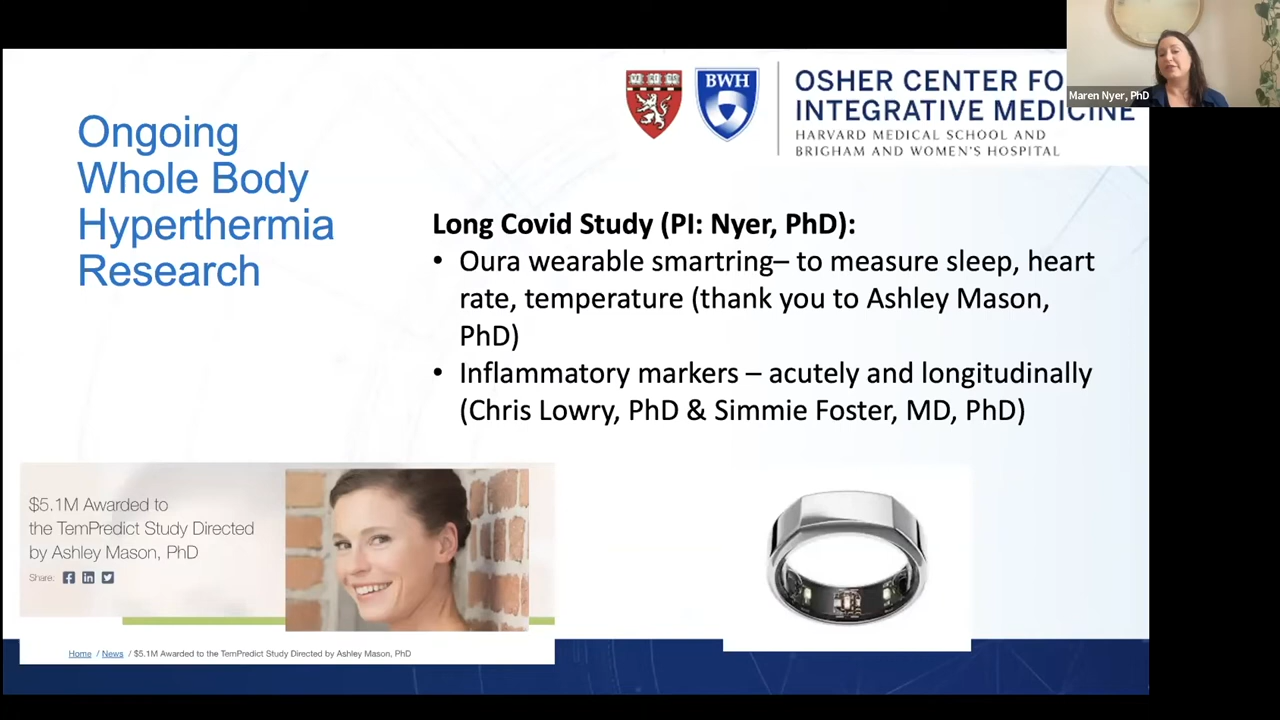 Ongoing
Whole Body
Hyperthermia
Research
BWH
OSHER CENTER FO
INTEGRATIVE MEDICINE
HARVARD MEDICAL SCHOOL AND
BRIGHAM AND WOMEN'S HOSPITAL
Maren Nyer, PhD
Long Covid Study (PI: Nyer, PhD):
• Oura wearable smartring– to measure sleep, heart
rate, temperature (thank you to Ashley Mason,
PhD)
• Inflammatory markers – acutely and longitudinally
(Chris Lowry, PhD & Simmie Foster, MD, PhD)
$5.1M Awarded to
the TemPredict Study Directed
by Ashley Mason, PhD
Share:
Home / News / $5.1M Awarded to the TemPredict Study Directed by Ashley Mason, PhD